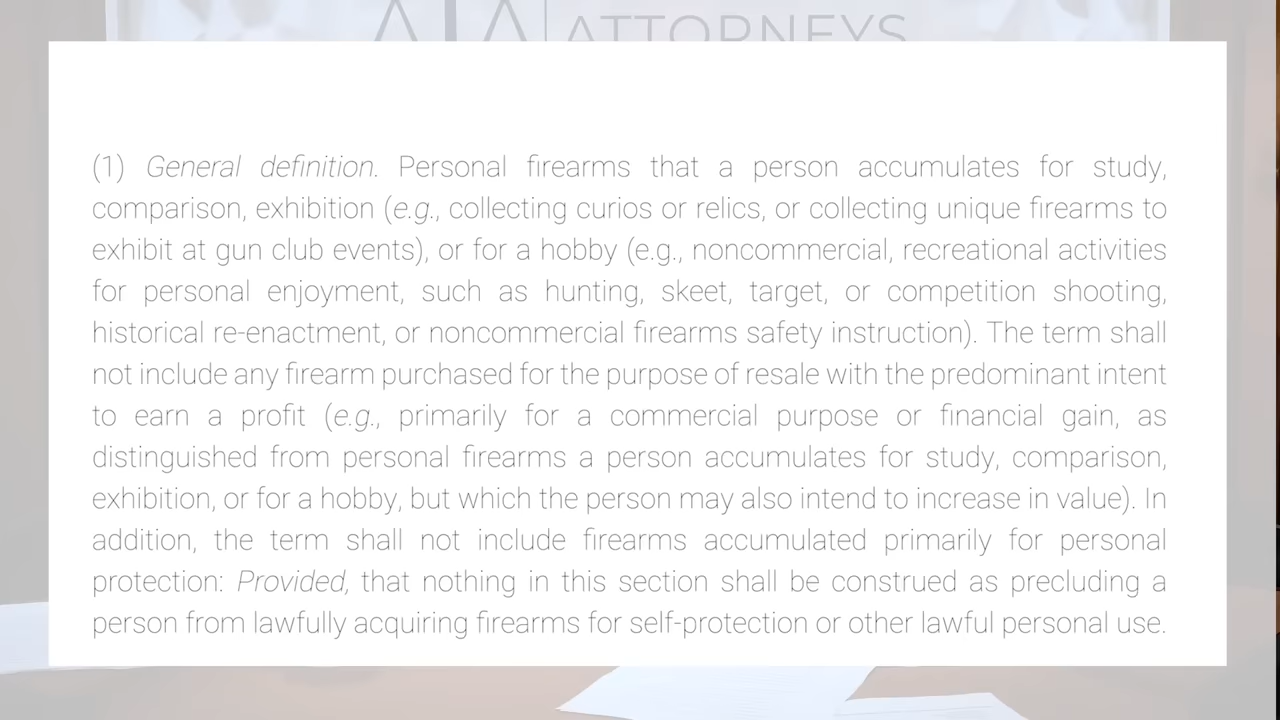 ATTORNEYS
(1) General definition. Personal firearms that a person accumulates for study,
comparison, exhibition (e.g., collecting curios or relics, or collecting unique firearms to
exhibit at gun club events), or for a hobby (e.g., noncommercial, recreational activities
for personal enjoyment, such as hunting, skeet, target, or competition shooting,
historical re-enactment, or noncommercial firearms safety instruction). The term shall
not include any firearm purchased for the purpose of resale with the predominant intent
to earn a profit (e.g., primarily for a commercial purpose or financial gain, as
distinguished from personal firearms a person accumulates for study, comparison,
exhibition, or for a hobby, but which the person may also intend to increase in value). In
addition, the term shall not include firearms accumulated primarily for personal
protection: Provided, that nothing in this section shall be construed as precluding a
person from lawfully acquiring firearms for self-protection or other lawful personal use.